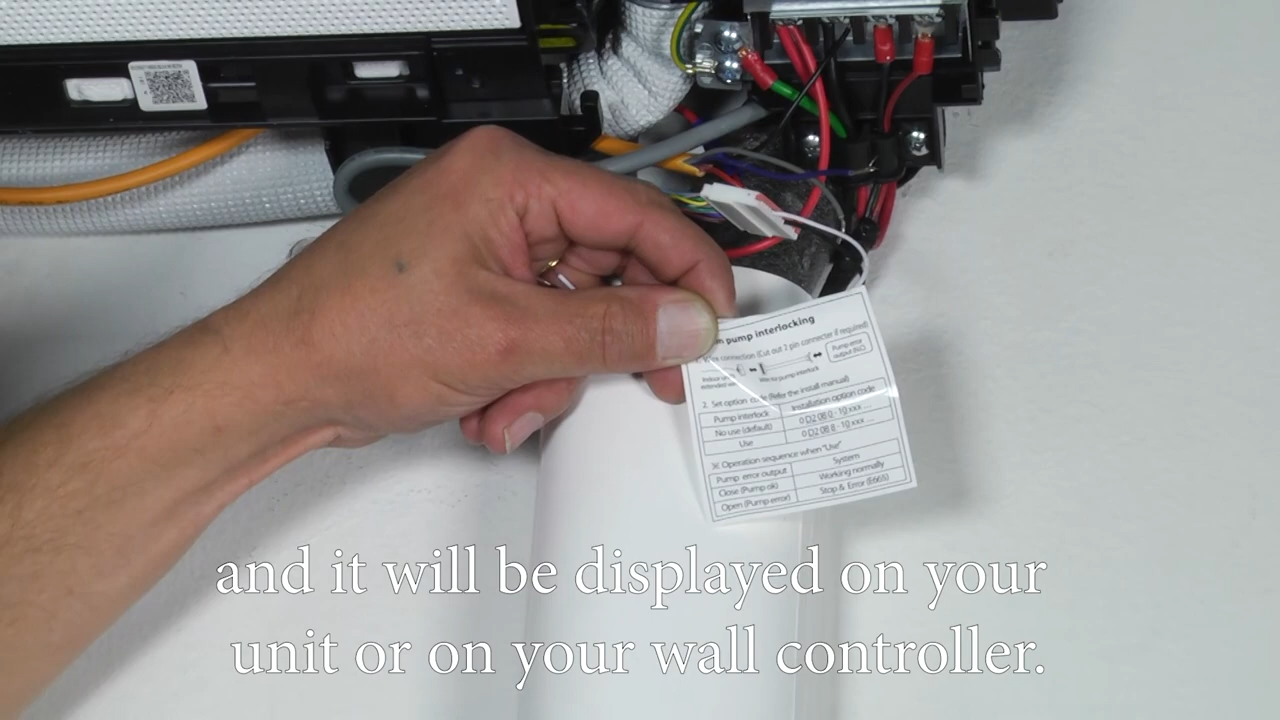 pump interlocking
connection (Cut out 2 pin connector if required)
Pump error
output (N.C)
Wire for pump interlock
2. Set option code (Refer the install manual)
Pump interlock Installation option code
No use (default) 0 D2 08 0 - 10 xxx ...
Use 0 D2 08 8 - 10 xxx ...
※ Operation sequence when "Use"
Pump error output System
Close (Pump ok) Working normally
Open (Pump error) Stop & Error (E665)
and it will be displayed on your
unit or on your wall controller.